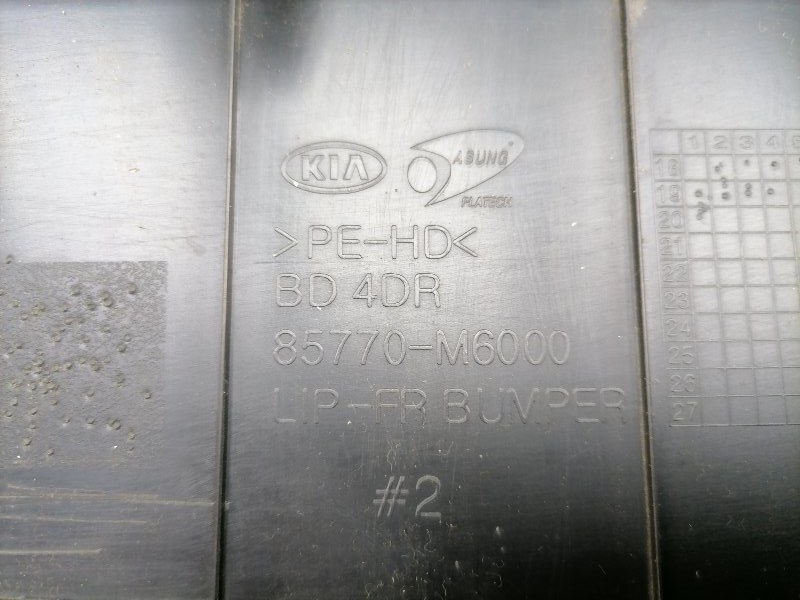 KIA
A.BUNG
PLATECH
>PE-HD<
BD 4DR
85770-M6000
LIP-FR BUMPER
#2
1 2 3 4
18
19
20
21
22
23
24
25
26
27